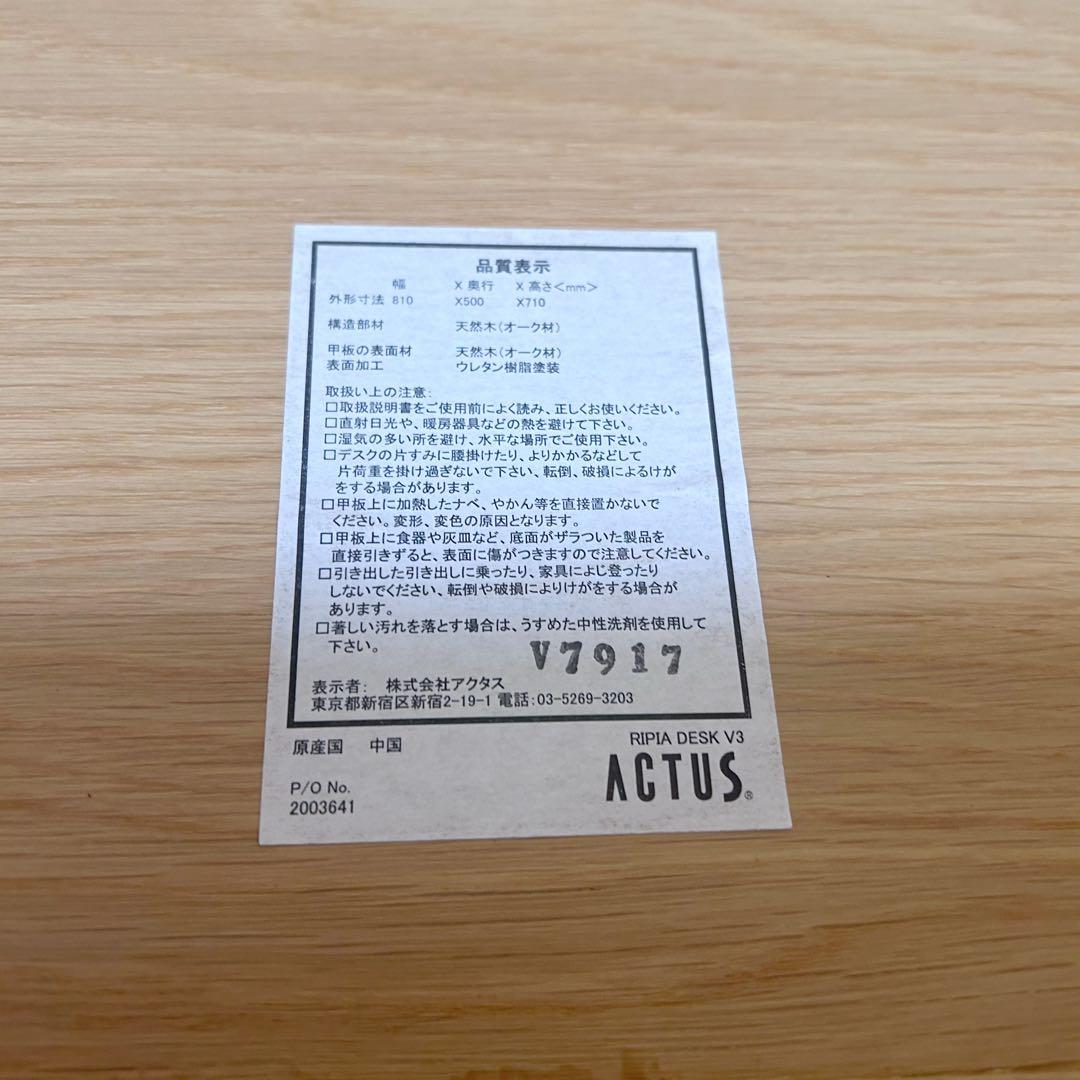 品質表示
幅 X 奥行 X 高さ<mm>
外形寸法 810 X500 X710
構造部材 天然木(オーク材)
甲板の表面材 天然木(オーク材)
表面加工 ウレタン樹脂塗装
取扱い上の注意:
□取扱説明書をご使用前によく読み、正しくお使いください。
□直射日光や、暖房器具などの熱を避けて下さい。
□湿気の多い所を避け、水平な場所でご使用下さい。
□デスクの片すみに腰掛けたり、よりかかるなどして
片荷重を掛け過ぎないで下さい、転倒、破損によるけが
をする場合があります。
□甲板上に加熱したナベ、やかん等を直接置かないで
ください。変形、変色の原因となります。
□甲板上に食器や灰皿など、底面がザラついた製品を
直接引きずると、表面に傷がつきますので注意してください。
□引き出した引き出しに乗ったり、家具によじ登ったり
しないでください、転倒や破損によりけがをする場合が
あります。
□著しい汚れを落とす場合は、うすめた中性洗剤を使用して
下さい。
V7917
表示者: 株式会社アクタス
東京都新宿区新宿2-19-1 電話:03-5269-3203
原産国 中国
RIPIA DESK V3
ACTUS®
P/O No.
2003641